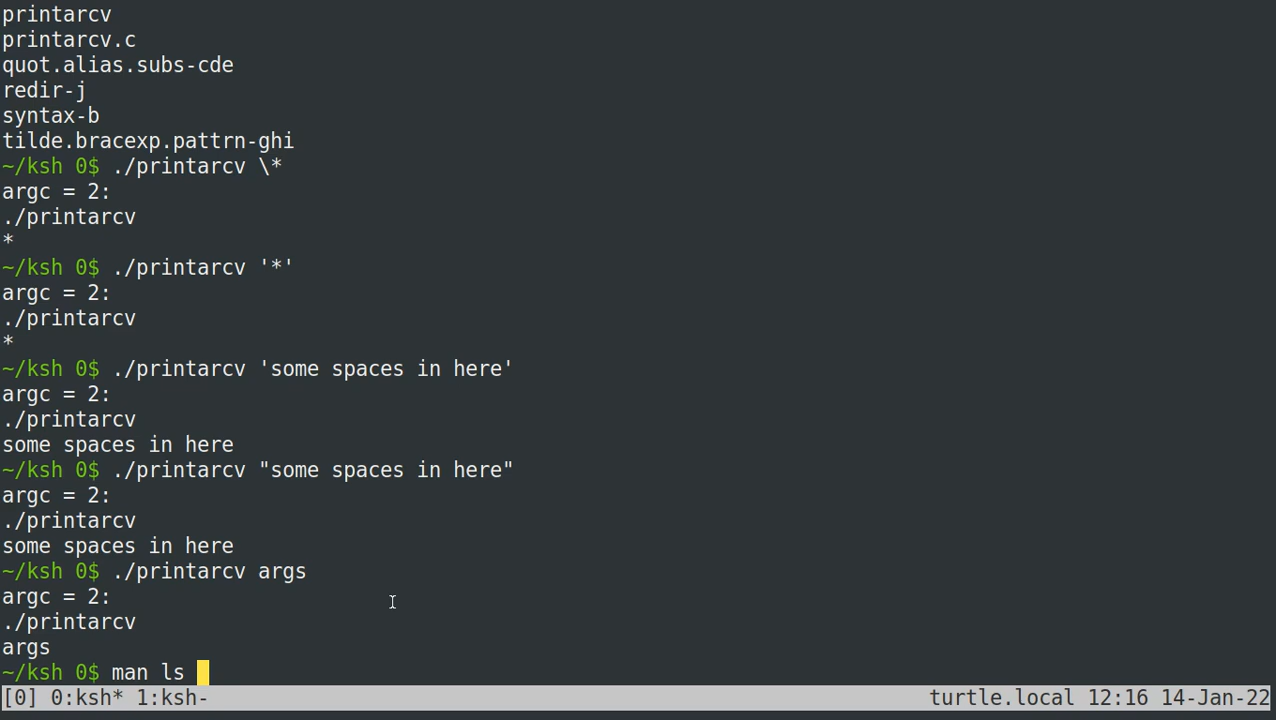 printarcv
printarcv.c
quot.alias.subs-cde
redir-j
syntax-b
tilde.bracexp.pattrn-ghi
~/ksh 0$ ./printarcv \*
argc = 2:
./printarcv
*
~/ksh 0$ ./printarcv '*'
argc = 2:
./printarcv
*
~/ksh 0$ ./printarcv 'some spaces in here'
argc = 2:
./printarcv
some spaces in here
~/ksh 0$ ./printarcv "some spaces in here"
argc = 2:
./printarcv
some spaces in here
~/ksh 0$ ./printarcv args
argc = 2:
./printarcv
args
~/ksh 0$ man ls
[0] 0:ksh* 1:ksh- turtle.local 12:16 14-Jan-22